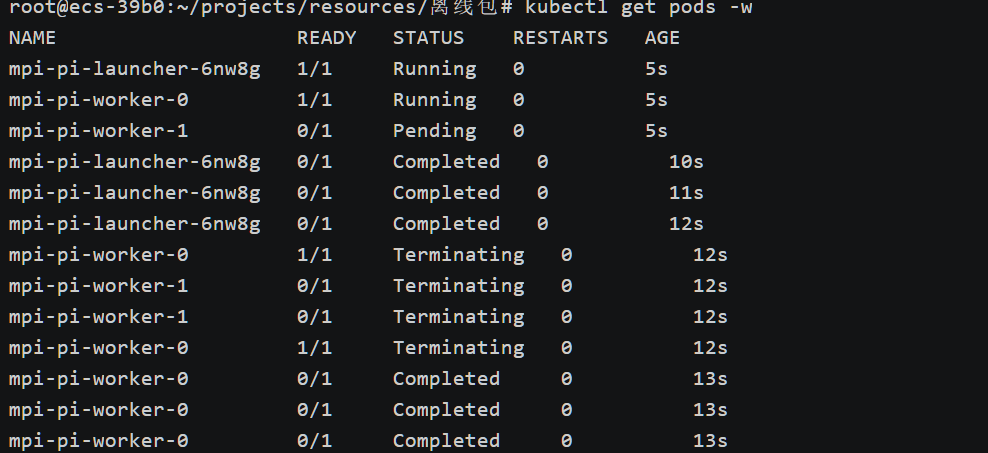 root@ecs-39b0:~/projects/resources/离线包# kubectl get pods -w
NAME READY STATUS RESTARTS AGE
mpi-pi-launcher-6nw8g 1/1 Running 0 5s
mpi-pi-worker-0 1/1 Running 0 5s
mpi-pi-worker-1 0/1 Pending 0 5s
mpi-pi-launcher-6nw8g 0/1 Completed 0 10s
mpi-pi-launcher-6nw8g 0/1 Completed 0 11s
mpi-pi-launcher-6nw8g 0/1 Completed 0 12s
mpi-pi-worker-0 1/1 Terminating 0 12s
mpi-pi-worker-1 0/1 Terminating 0 12s
mpi-pi-worker-1 0/1 Terminating 0 12s
mpi-pi-worker-0 1/1 Terminating 0 12s
mpi-pi-worker-0 0/1 Completed 0 13s
mpi-pi-worker-0 0/1 Completed 0 13s
mpi-pi-worker-0 0/1 Completed 0 13s